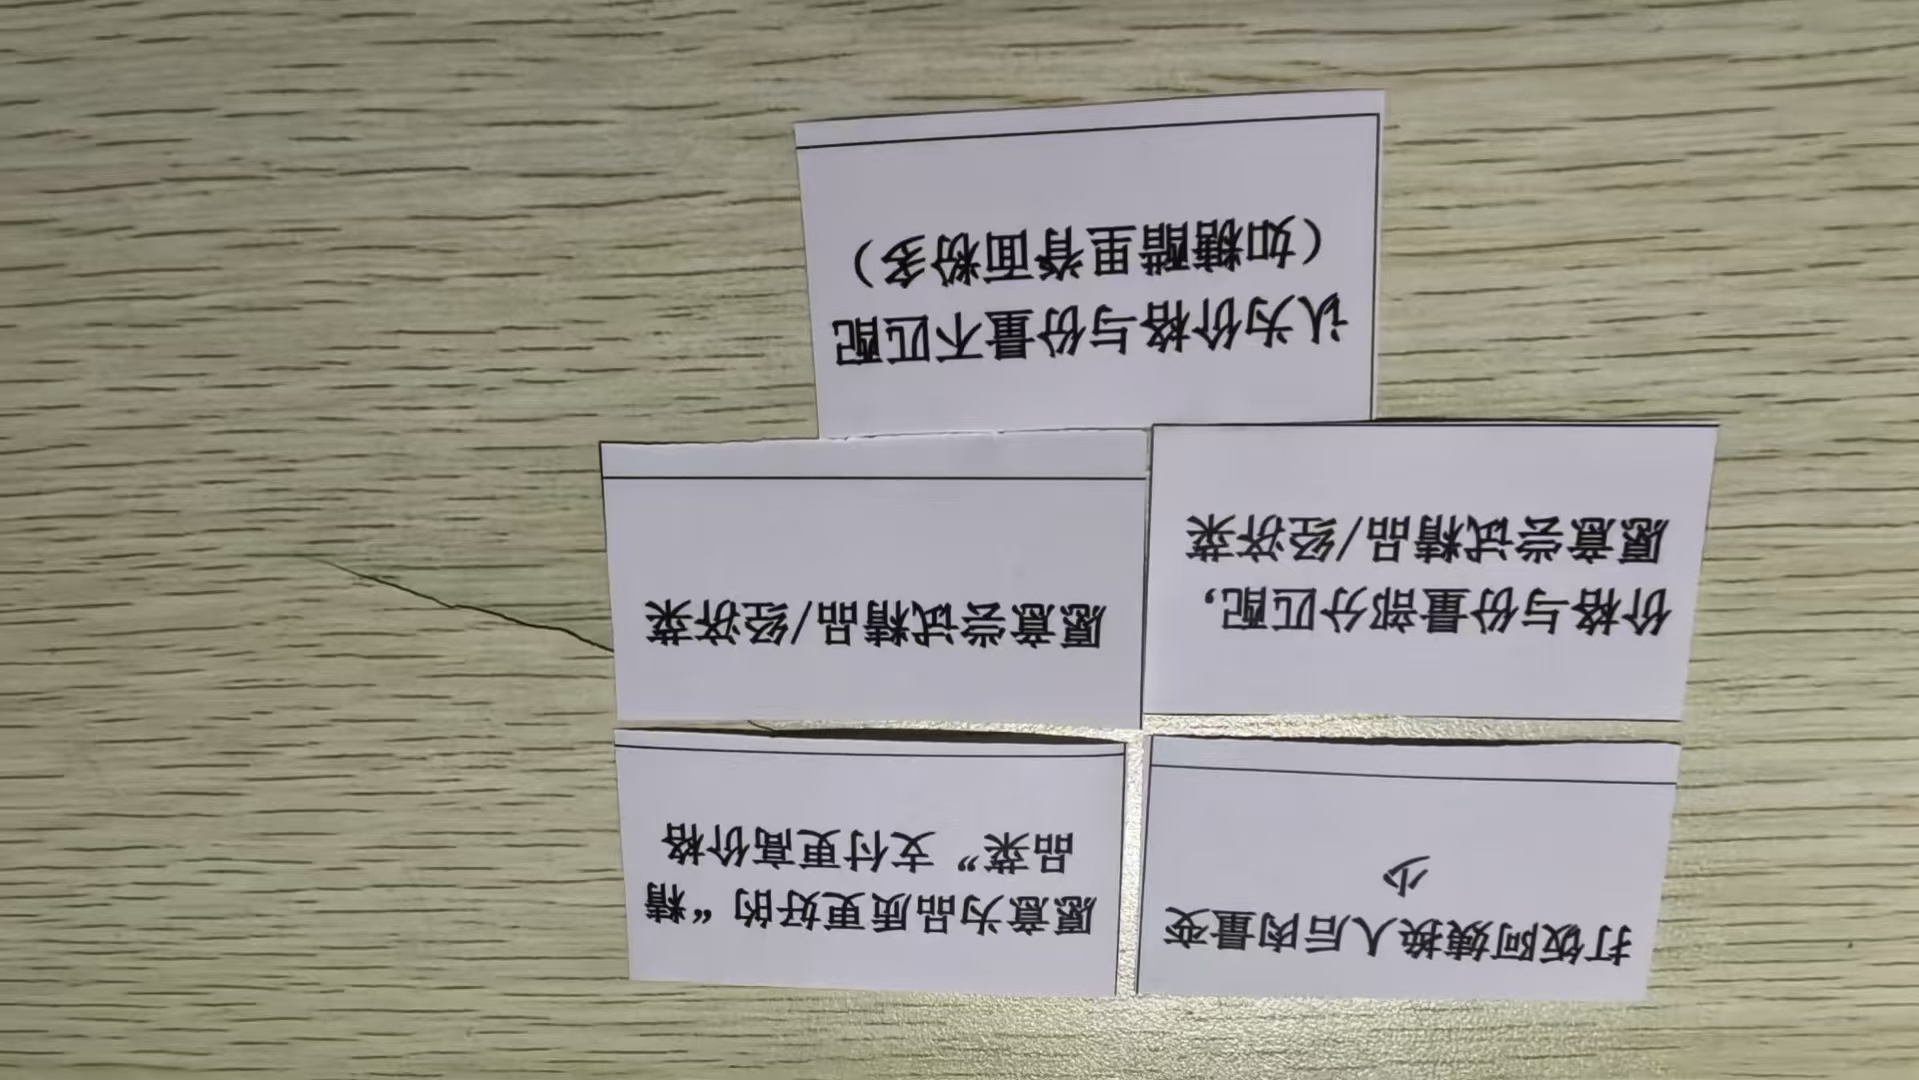 打饭阿姨换人后肉量变
少
愿意为品质更好的“精
品菜”支付更高价格
价格与份量部分匹配，
愿意尝试精品/经济菜
愿意尝试精品/经济菜
认为价格与份量不匹配
（如糖醋里脊面粉多）